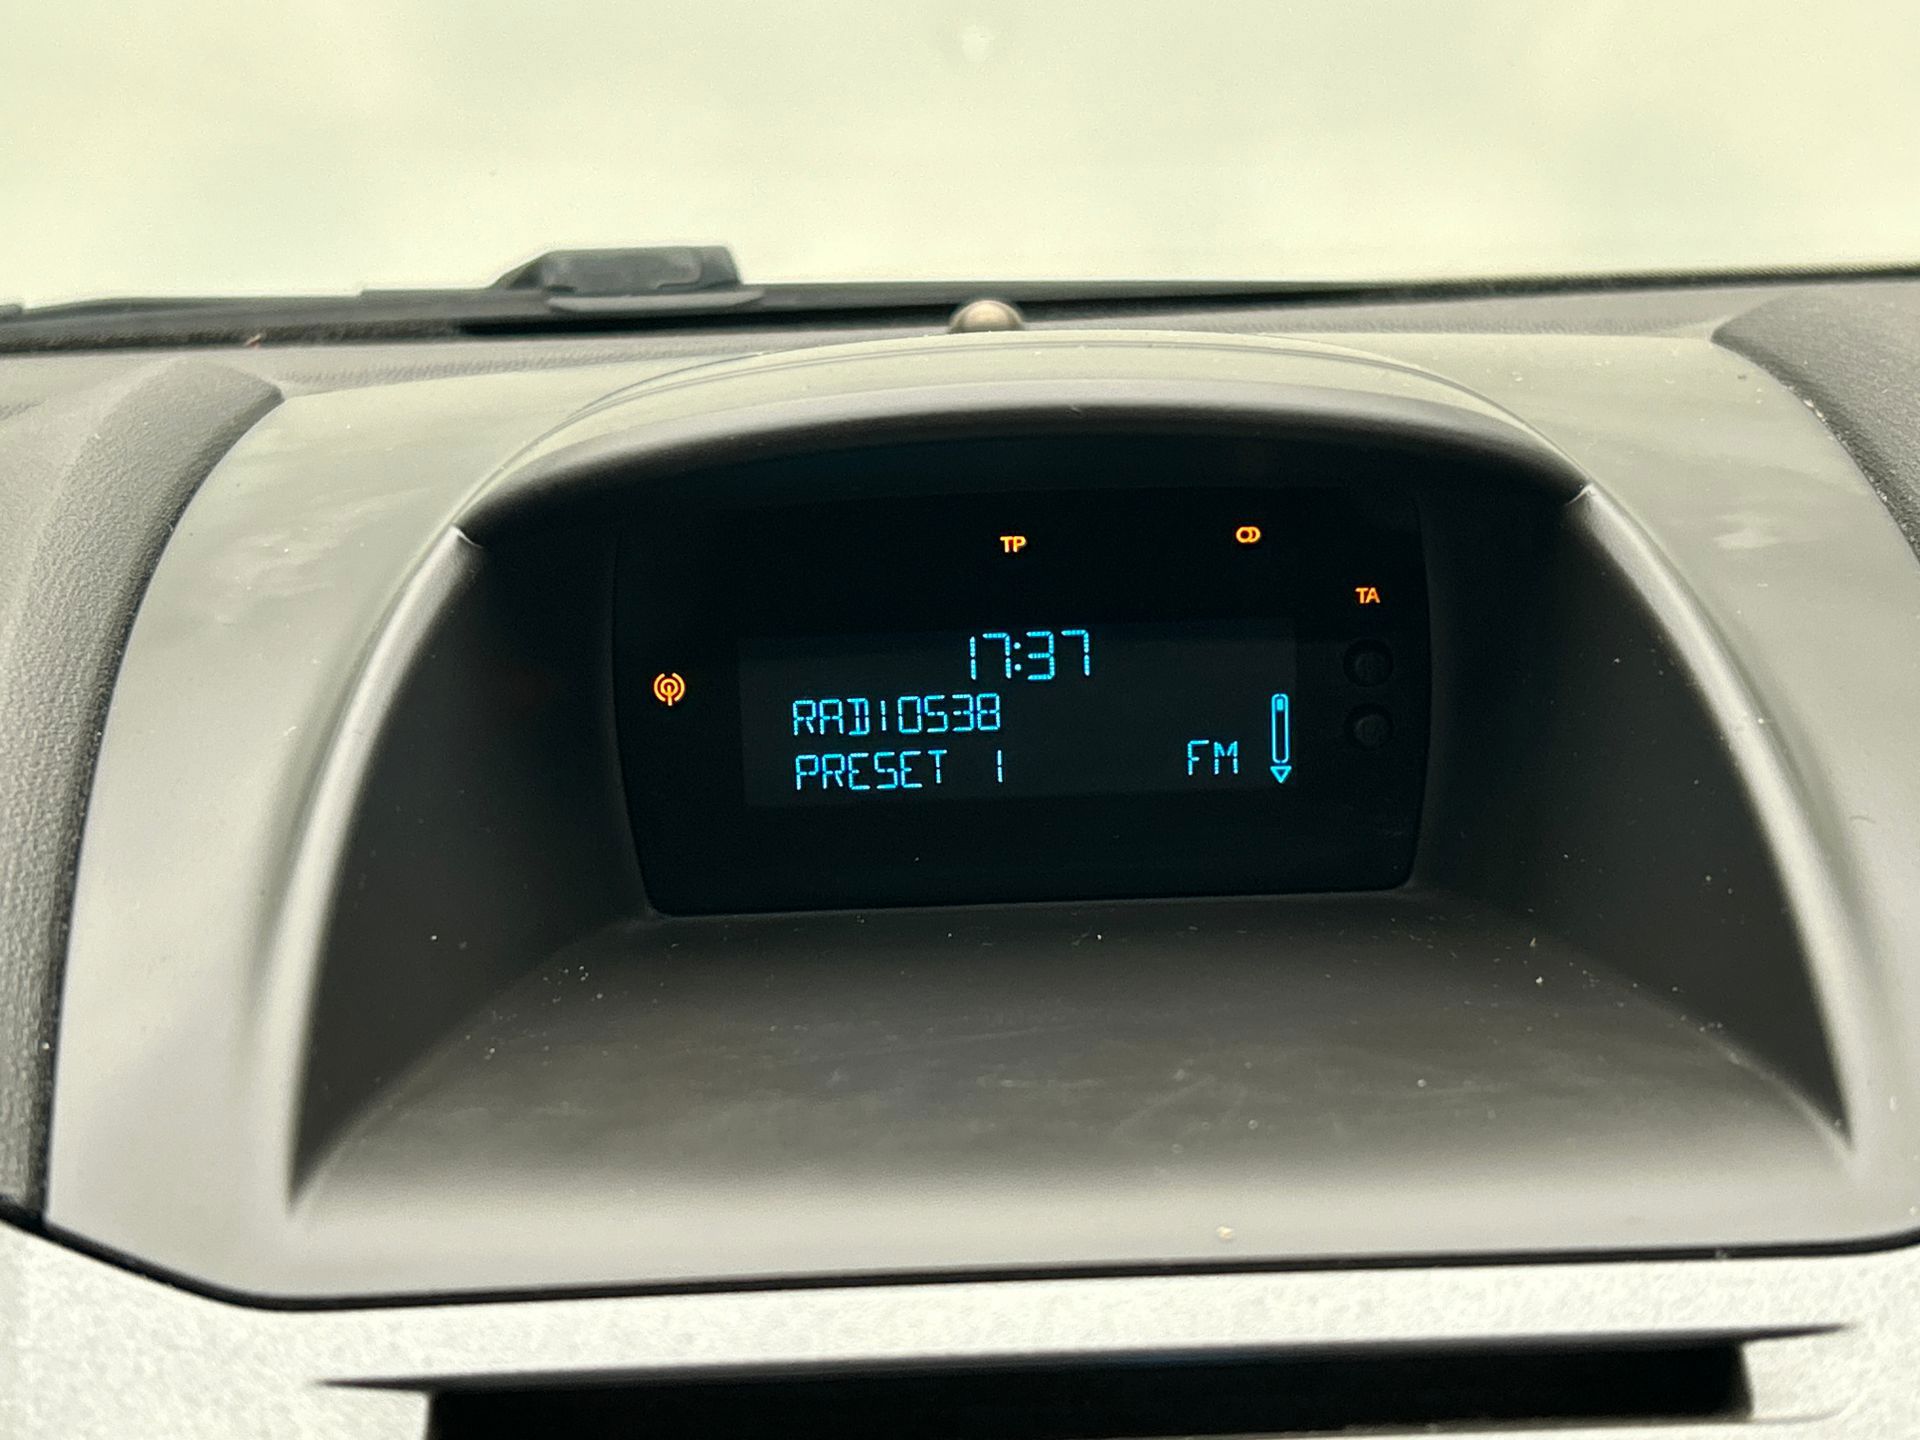 TP
TA
17:37
RADIO538
PRESET 1 FM